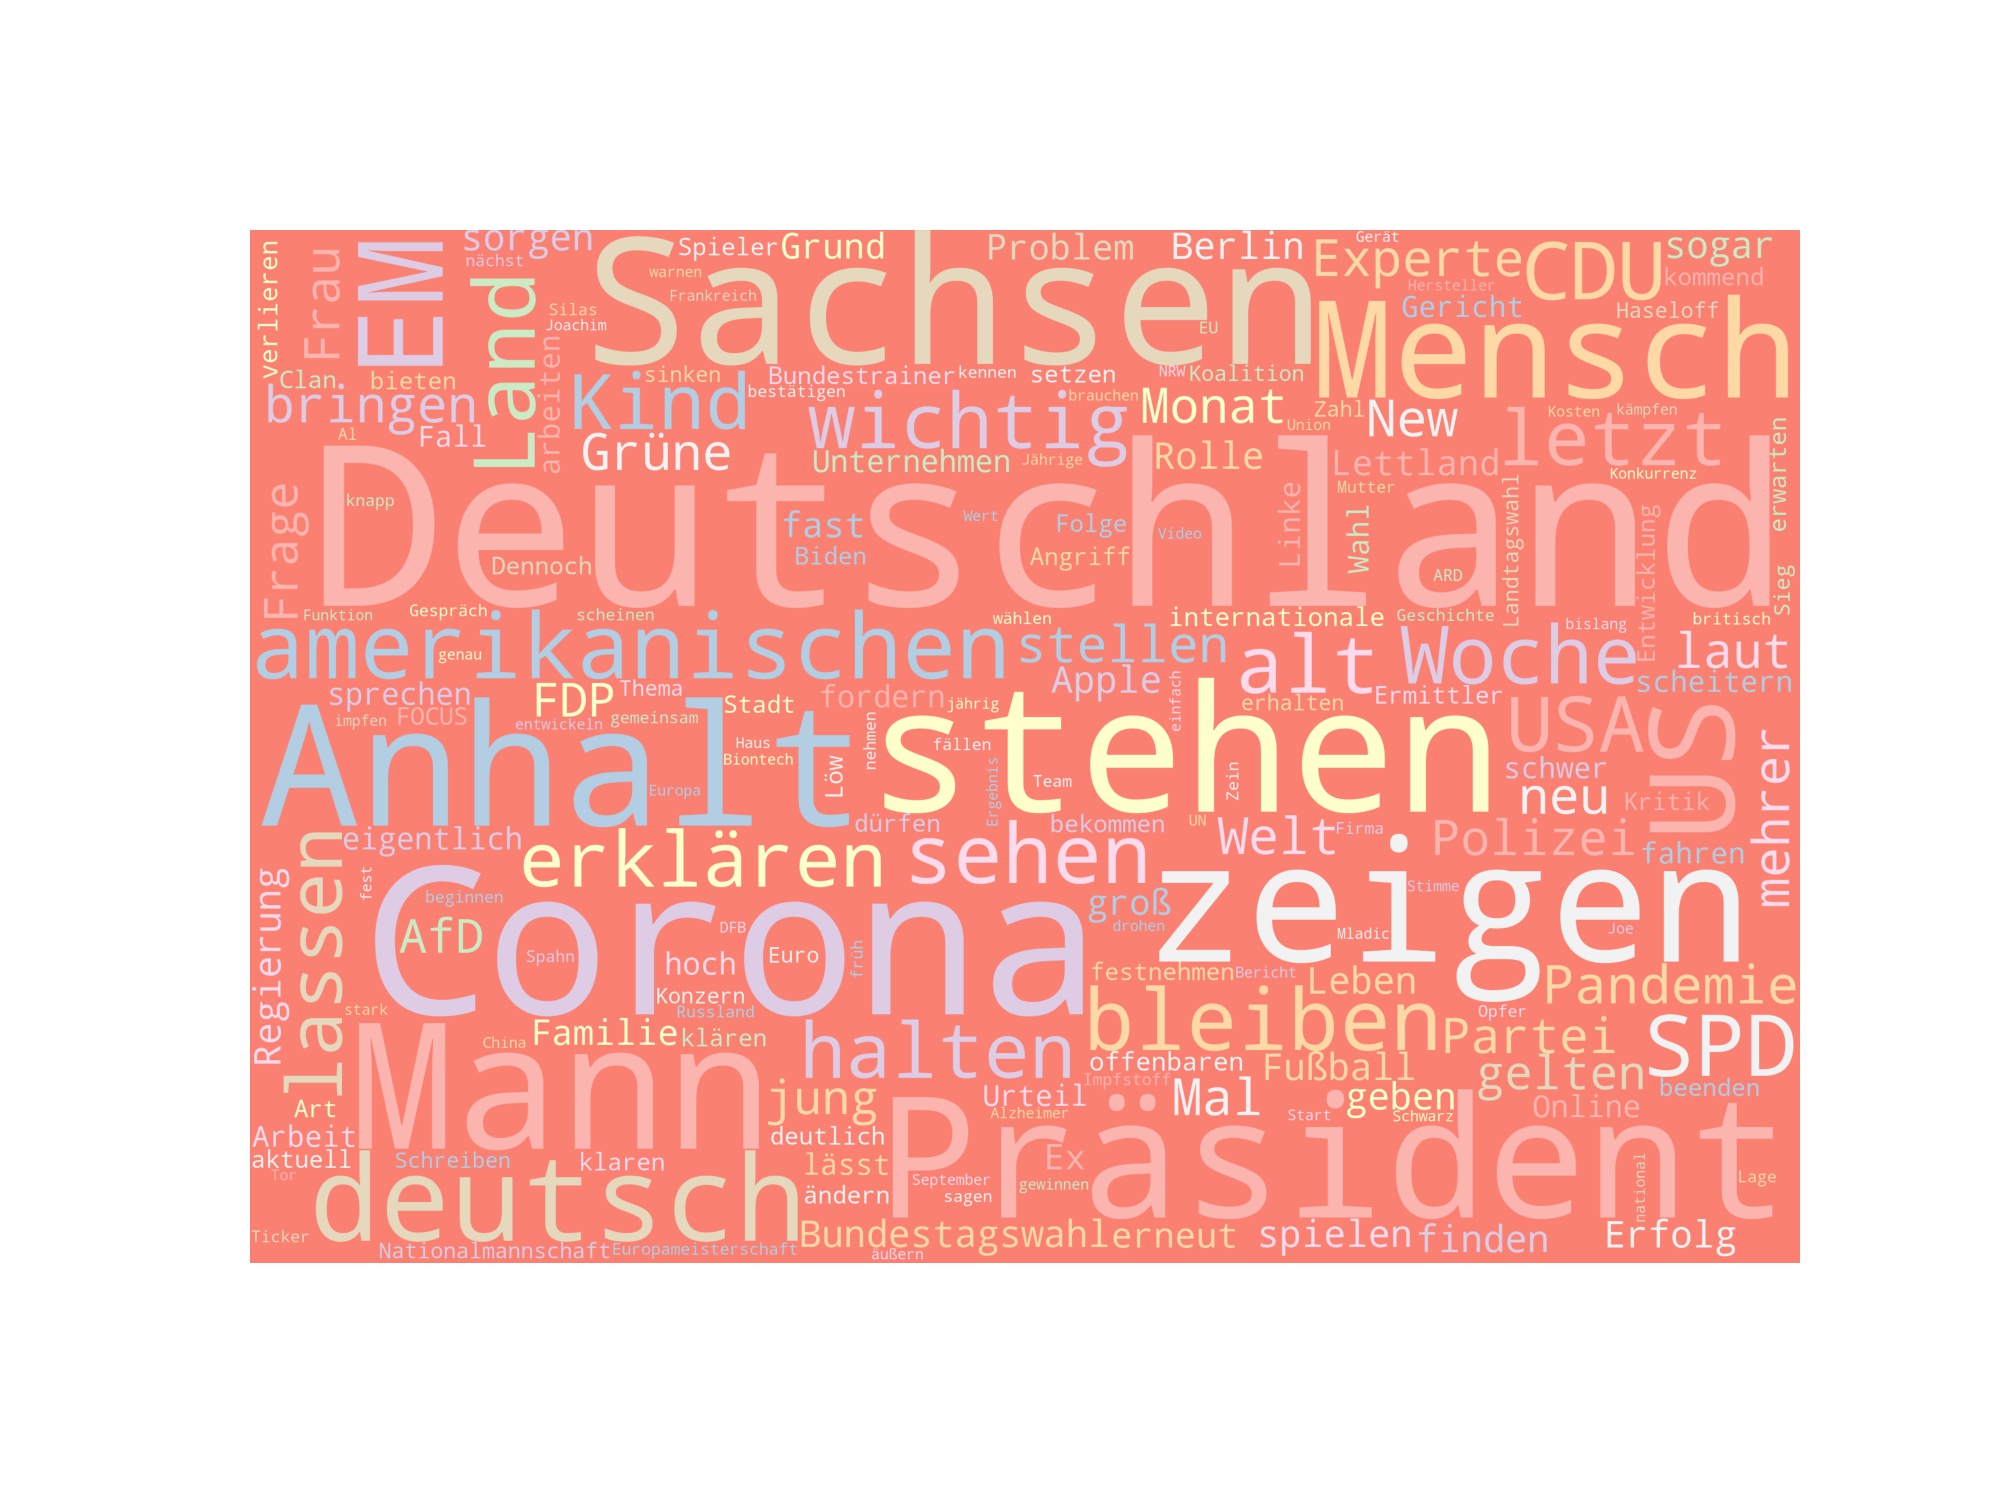 verlieren
Frau
EM
sorgen
nächst
Land
Sachsen
Spieler
Grund
warnen
Frankreich
Silas
Joachim
arbeiten
Problem
Berlin
EU
Gerät
Experte
CDU
sogar
kommend
Hersteller
Gericht
Haseloff
Mensch
Clan
bieten
bringen
Al
Fall
Kind
sinken
Bundestrainer
kennen
setzen
NRW
Koalition
bestätigen
brauchen
wichtig
Monat
Union
Zahl
New
Kosten
kämpfen
letzt
Grüne
Unternehmen
Jährige
Rolle
Lettland
Konkurrenz
erwarten
Mutter
Frage
knapp
Deutschland
fast
Wert
Folge
Video
Linke
Wahl
Landtagswahl
Entwicklung
Dennoch
Biden
Angriff
ARD
Sieg
Funktion
Gespräch
scheinen
wählen
internationale
Geschichte
bislang
britisch
amerikanischen
genau
stellen
alt
Woche
laut
sprechen
FDP
Thema
fordern
jährig
Apple
einfach
erhalten
Ermittler
scheitern
impfen
FOCUS
entwickeln
gemeinsam
Stadt
Anhalt
Haus
Biontech
Europa
Löw
nehmen
stehen
fällen
Ergebnis
Team
Zein
USA
US
schwer
neu
Kritik
mehrer
eigentlich
lassen
dürfen
bekommen
UN
Welt
Firma
Polizei
fahren
erklären
sehen
Regierung
fest
beginnen
AfD
Corona
Spahn
DFB
hoch
Euro
früh
groß
drohen
zeigen
Stimme
Mladic
Joe
Konzern
Russland
stark
festnehmen
Bericht
Leben
Pandemie
Opfer
Mann
China
Familie
klären
halten
bleiben
offenbaren
Fußball
Partei
SPD
gelten
beenden
Impfstoff
Art
jung
Urteil
Alzheimer
Mal
Start
geben
Schwarz
Online
Arbeit
aktuell
Tor
Schreiben
klaren
deutlich
lässt
ändern
Präsident
Ex
September
sagen
gewinnen
national
Lage
deutsch
Ticker
Nationalmannschaft
Europameisterschaft
Bundestagswahl
äußern
erneut
spielen
finden
Erfolg